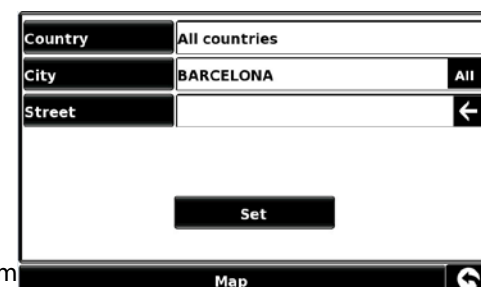 Country All countries
City BARCELONA All
Street
Set
m
Map